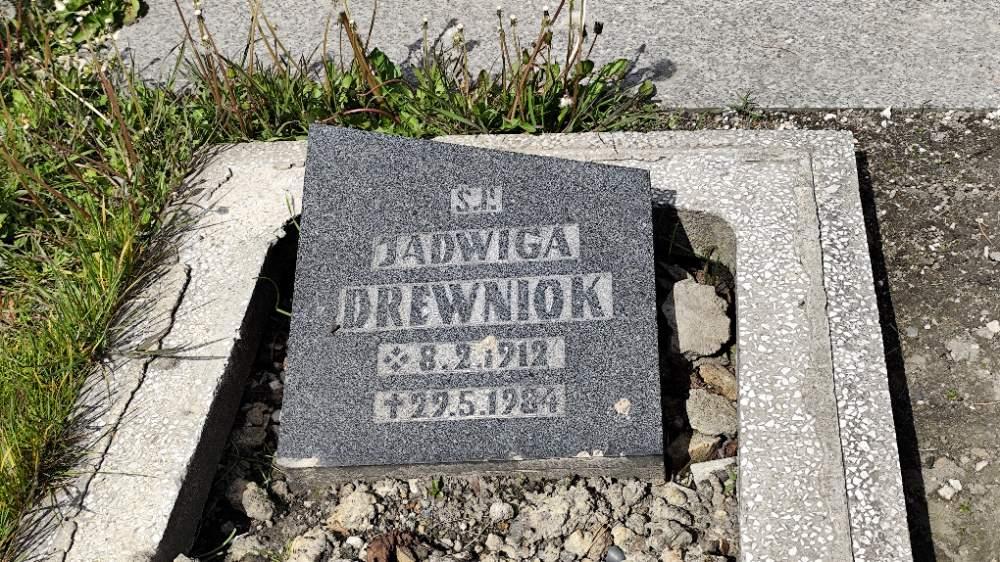 S.P.
JADWIGA
DREWNIOK
8.2.1912
29.5.1984